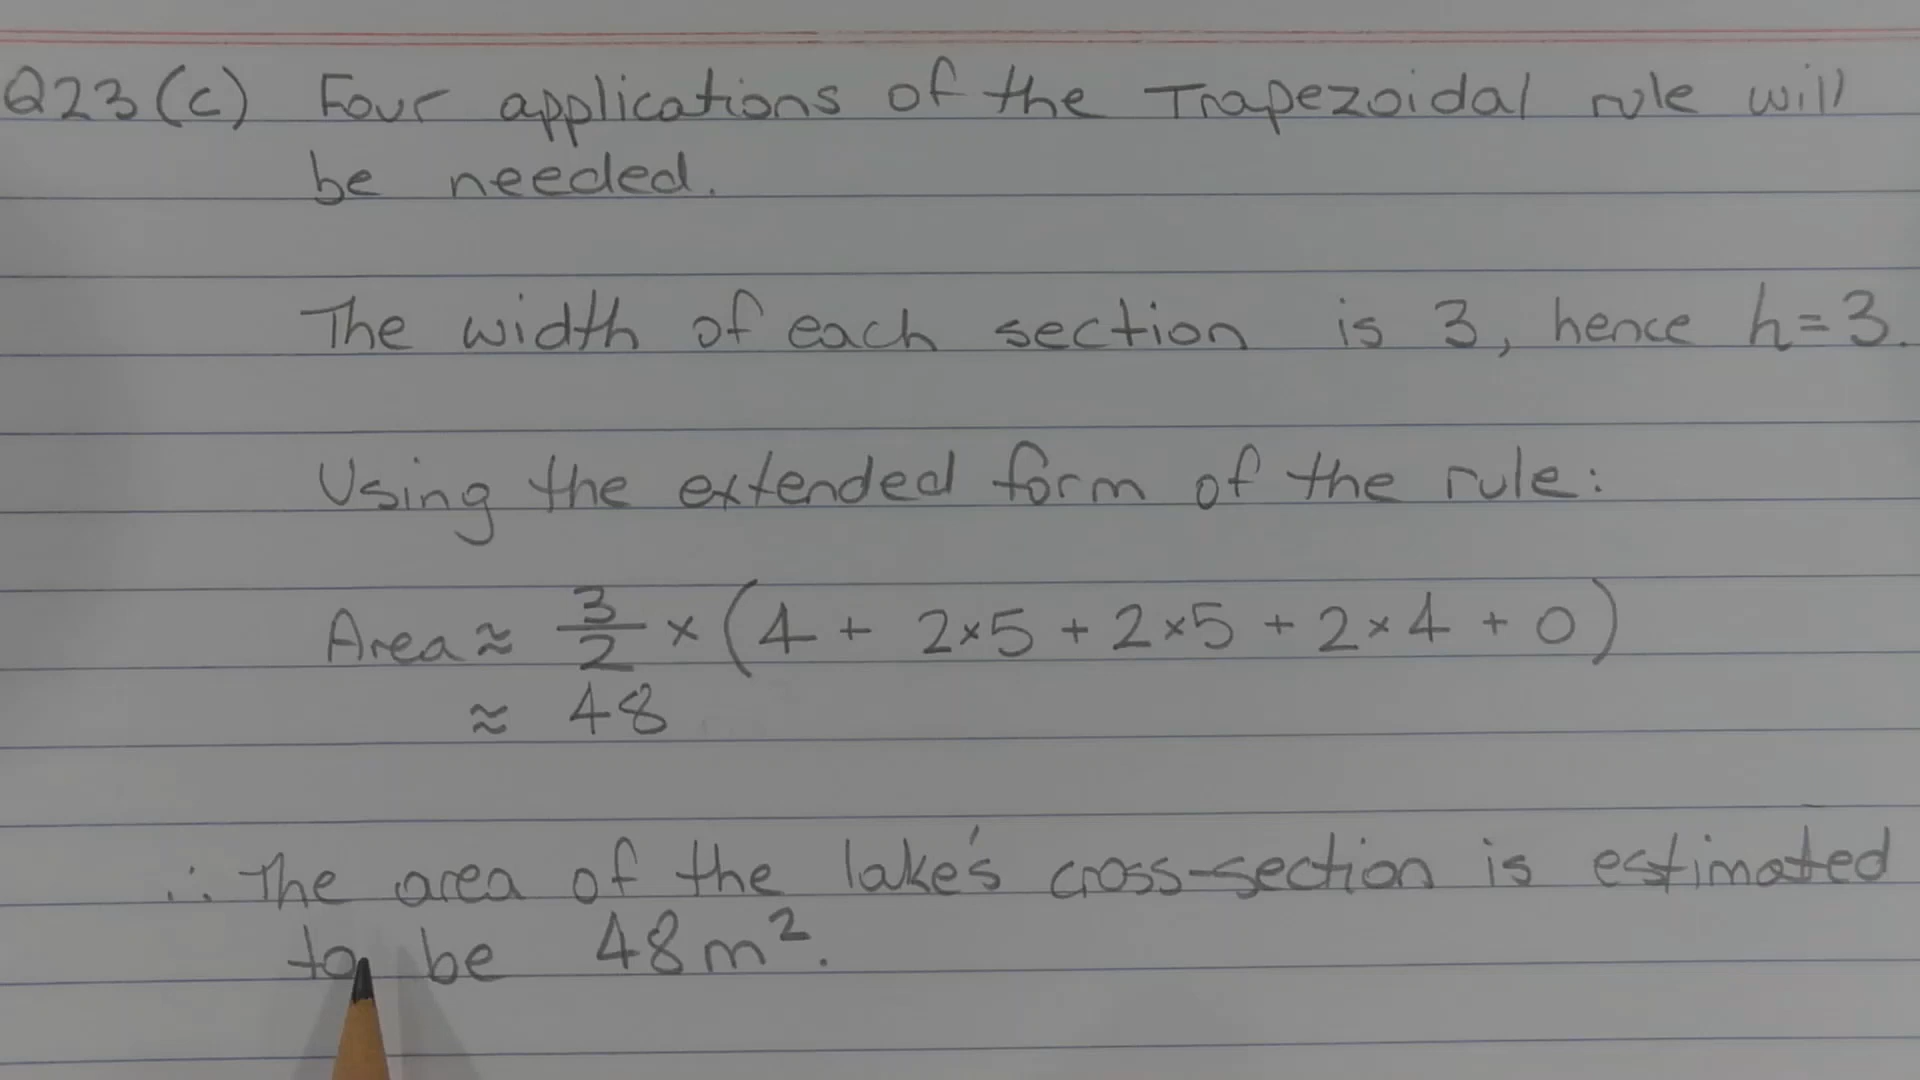 Q23(c) Four applications of the Trapezoidal rule will
be needed.
The width of each section is 3, hence h=3.
Using the extended form of the rule:
Area ≈ 3/2 × (4 + 2×5 + 2×5 + 2×4 + 0)
≈ 48
∴ The area of the lake's cross-section is estimated
to be 48m².